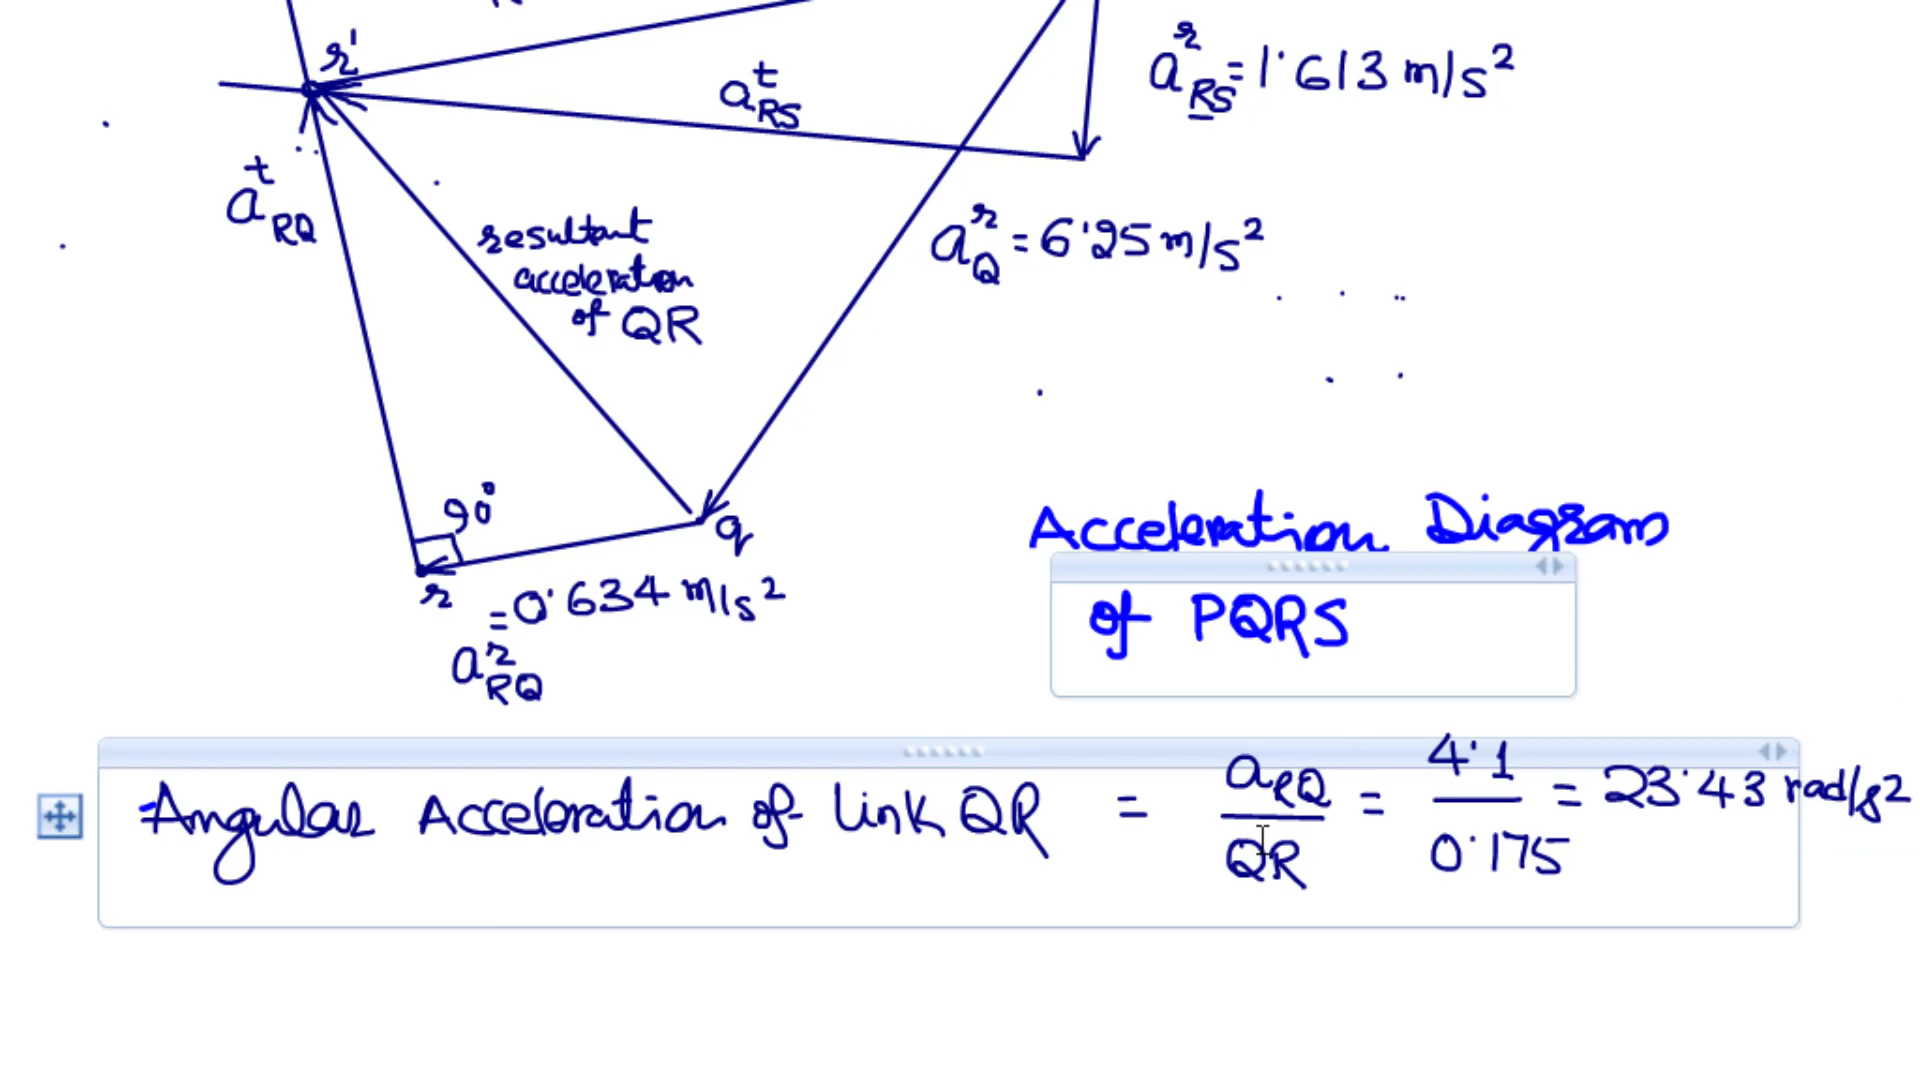 r'
a^t_RS
a^r_RS = 1.613 m/s²
a^t_RQ
resultant
acceleration
of QR
a^r_Q = 6.25 m/s²
90°
q
r
= 0.634 m/s²
a^r_RQ
Acceleration Diagram
of PQRS
Angular Acceleration of link QR = a_RQ / QR = 4.1 / 0.175 = 23.43 rad/s²